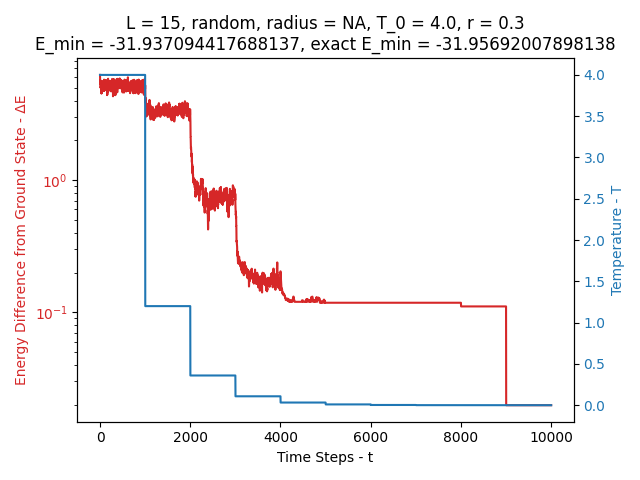 L = 15, random, radius = NA, T_0 = 4.0, r = 0.3
E_min = -31.937094417688137, exact E_min = -31.95692007898138
Energy Difference from Ground State - ΔE
10⁰
10⁻¹
4.0
3.5
3.0
2.5
2.0
1.5
1.0
0.5
0.0
Temperature - T
0 2000 4000 6000 8000 10000
Time Steps - t